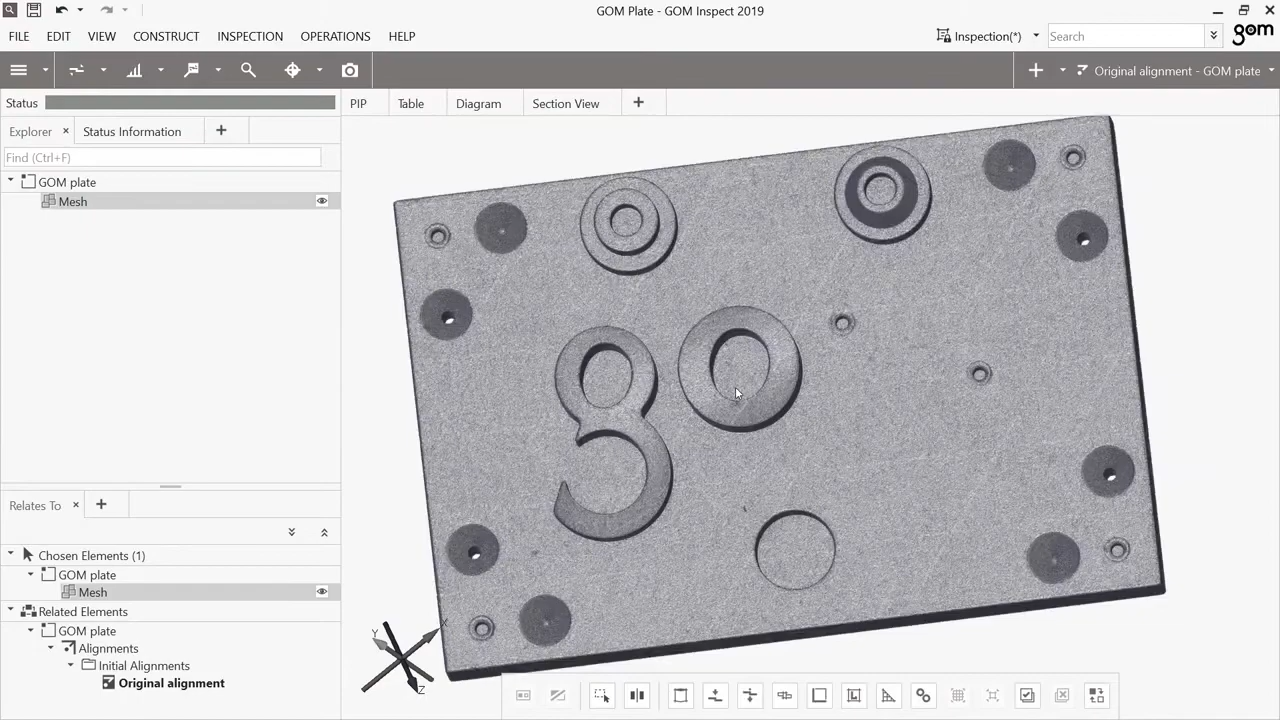 GOM Plate - GOM Inspect 2019
FILE EDIT VIEW CONSTRUCT INSPECTION OPERATIONS HELP
Inspection(*)
Search
gom
Original alignment - GOM plate
Status
PIP Table Diagram Section View
Explorer Status Information
Find (Ctrl+F)
GOM plate
Mesh
Relates To
Chosen Elements (1)
GOM plate
Mesh
Related Elements
GOM plate
Alignments
Initial Alignments
Original alignment
X
Y
Z